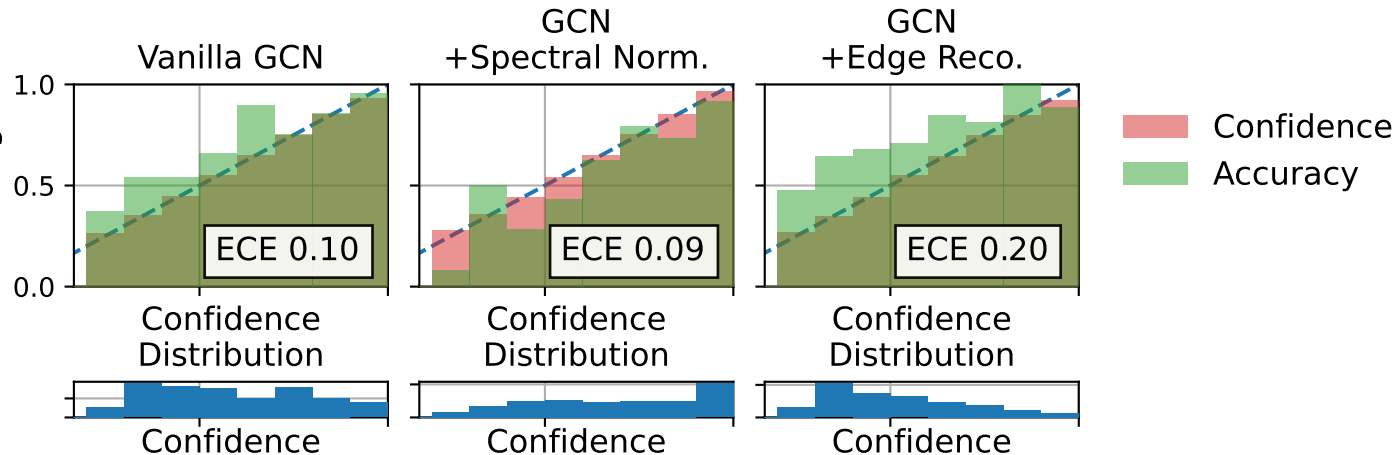 Vanilla GCN
GCN
+Spectral Norm.
GCN
+Edge Reco.
1.0
0.5
0.0
ECE 0.10
ECE 0.09
ECE 0.20
Confidence
Accuracy
Confidence
Distribution
Confidence
Distribution
Confidence
Distribution
Confidence
Confidence
Confidence